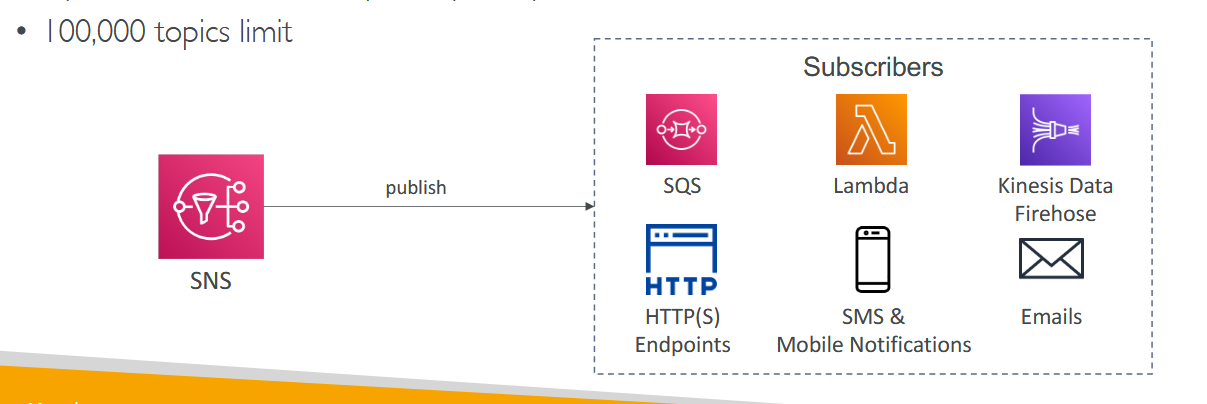 • 100,000 topics limit
Subscribers
publish
SNS
SQS
Lambda
Kinesis Data
Firehose
HTTP
HTTP(S)
Endpoints
SMS &
Mobile Notifications
Emails